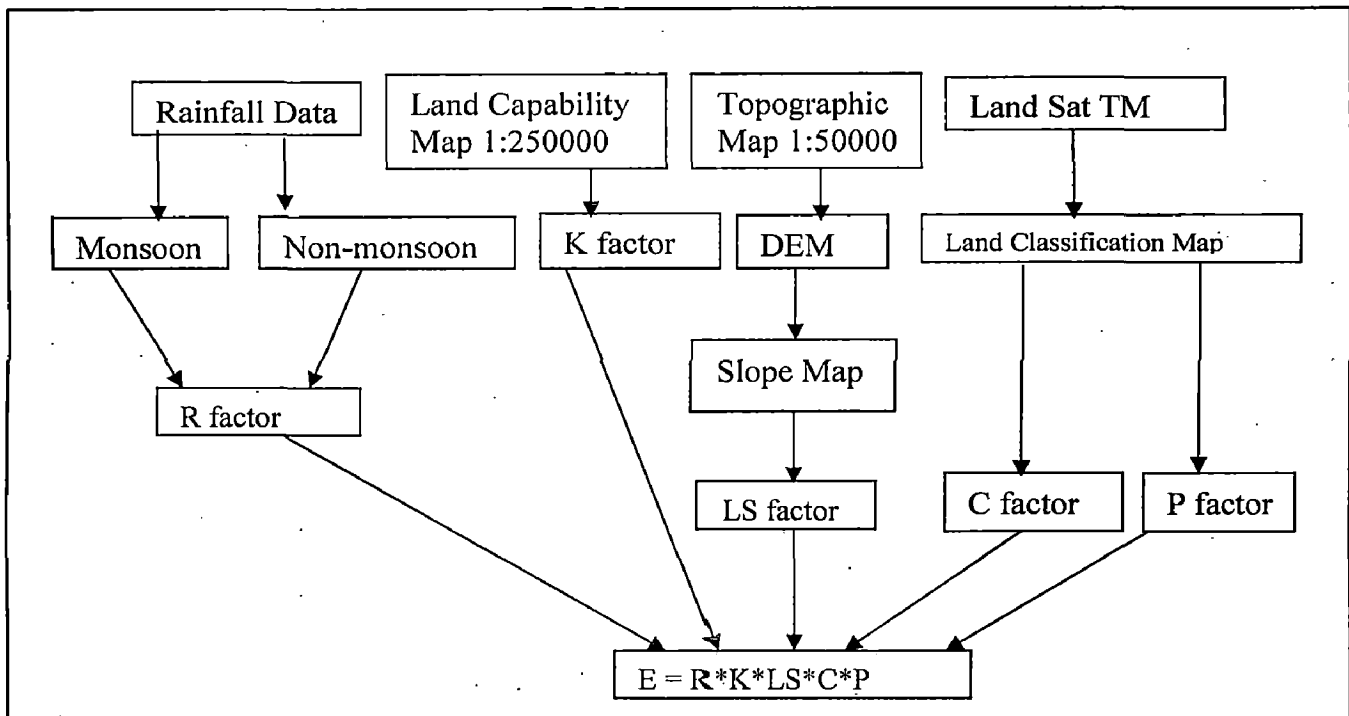 Rainfall Data
Land Capability
Map 1:250000
Topographic
Map 1:50000
Land Sat TM
Monsoon
Non-monsoon
K factor
DEM
Land Classification Map
Slope Map
R factor
LS factor
C factor
P factor
E = R*K*LS*C*P